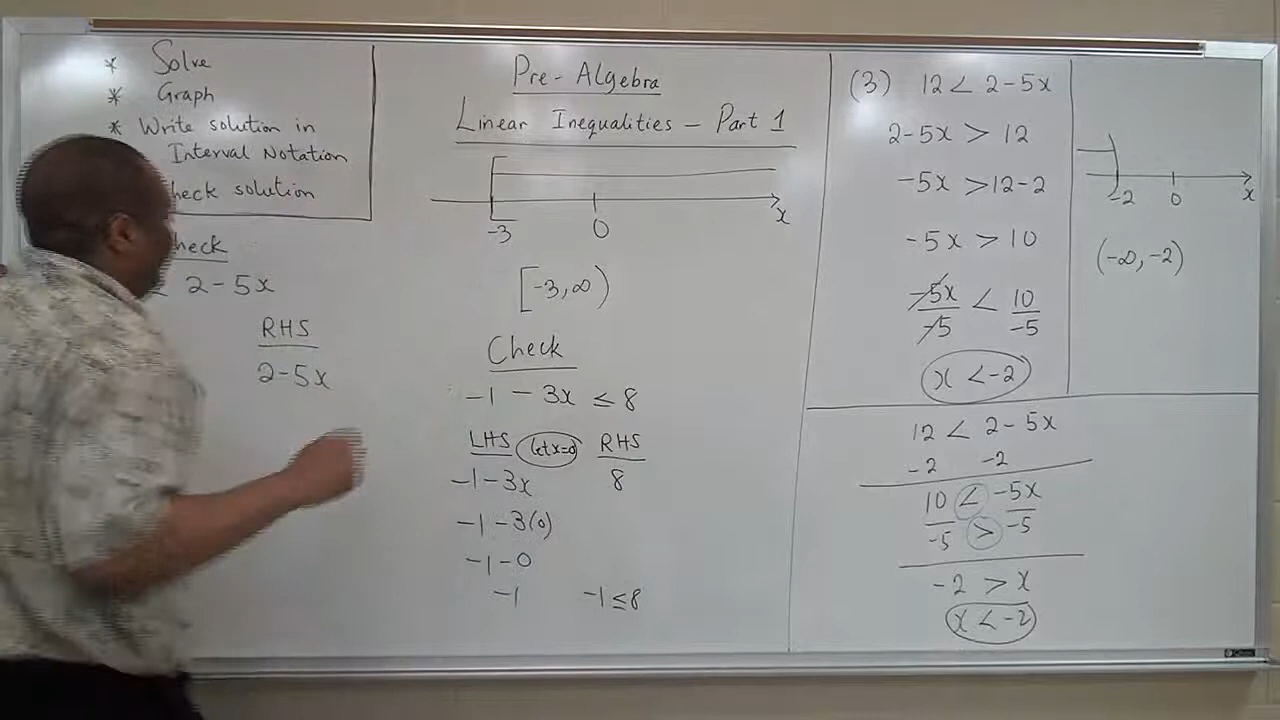 * Solve
* Graph
* Write solution in
Interval Notation
heck solution
heck
2-5x
RHS
2-5x
Pre-Algebra
Linear Inequalities - Part 1
-3 0 x
[-3,∞)
Check
-1 - 3x ≤ 8
LHS (let x=0) RHS
-1-3x 8
-1-3(0)
-1-0
-1 -1≤8
(3) 12 < 2-5x
2-5x > 12
-5x >12-2
-5x > 10
-5x/-5 < 10/-5
x <-2
-2 0 x
(-∞,-2)
12 < 2-5x
-2 -2
10/-5 < > -5x/-5
-2 > x
x < -2